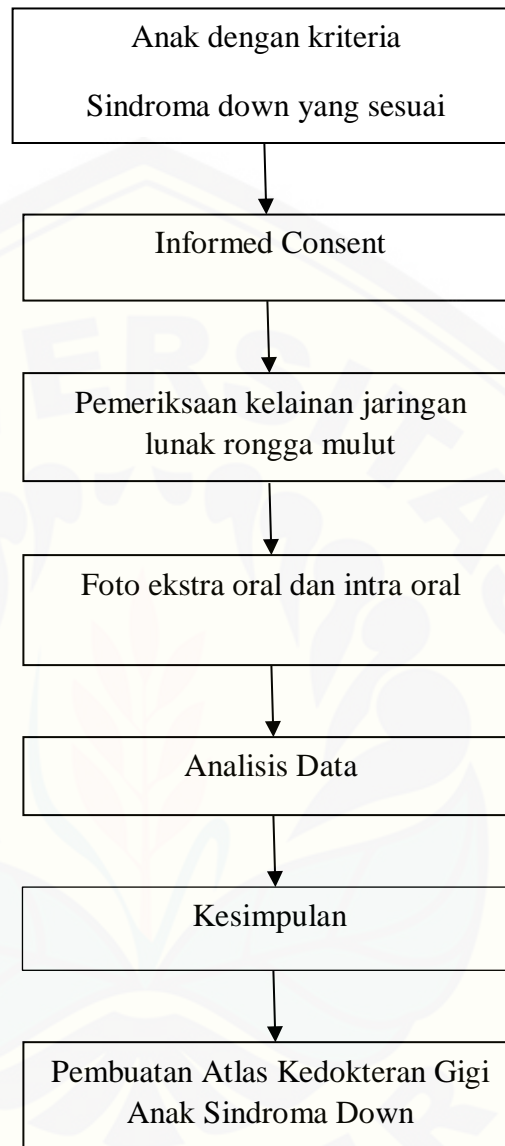 Anak dengan kriteria
Sindroma down yang sesuai
Informed Consent
Pemeriksaan kelainan jaringan
lunak rongga mulut
Foto ekstra oral dan intra oral
Analisis Data
Kesimpulan
Pembuatan Atlas Kedokteran Gigi
Anak Sindroma Down